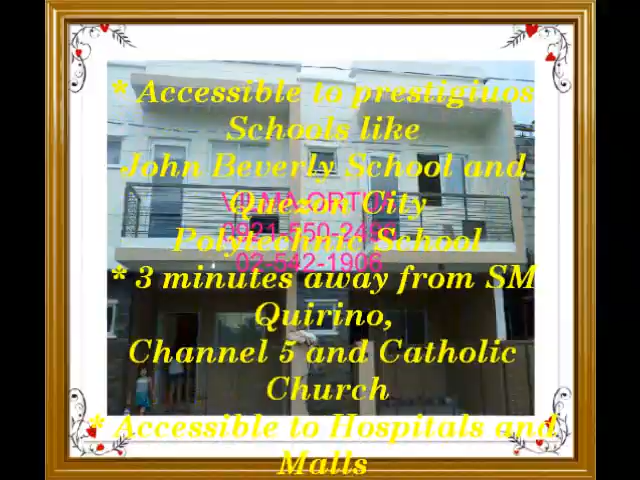 * Accessible to prestigiuos
Schools like
John Beverly School and
Quezon City
Polytechnic School
02-542-1906
* 3 minutes away from SM
Quirino,
Channel 5 and Catholic
Church
* Accessible to Hospitals and
Malls